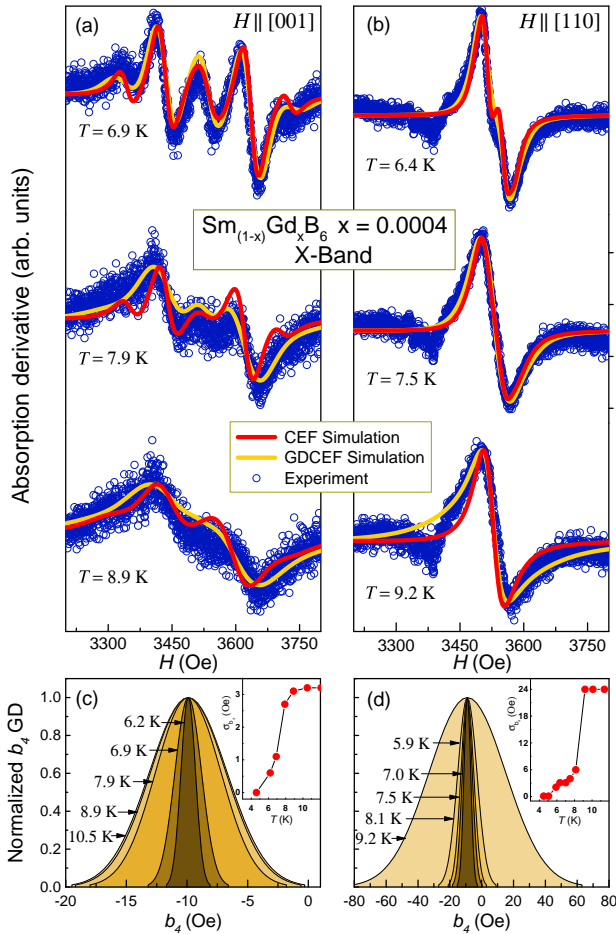 (a) H || [001]
(b) H || [110]
T = 6.9 K
T = 6.4 K
Sm(1-x)GdxB6 x = 0.0004
X-Band
T = 7.9 K
T = 7.5 K
CEF Simulation
GDCEF Simulation
Experiment
T = 8.9 K
T = 9.2 K
Absorption derivative (arb. units)
3300 3450 3600 3750
3300 3450 3600 3750
H (Oe)
H (Oe)
(c)
6.2 K
6.9 K
7.9 K
8.9 K
10.5 K
Normalized b4 GD
1.0
0.8
0.6
0.4
0.2
0.0
-20 -15 -10 -5 0
b4 (Oe)
σb4 (Oe)
3
2
1
0
4 6 8 10
T (K)
(d)
5.9 K
7.0 K
7.5 K
8.1 K
9.2 K
-80 -60 -40 -20 0 20 40 60 80
b4 (Oe)
σb4 (Oe)
24
18
12
6
0
4 6 8 10
T (K)